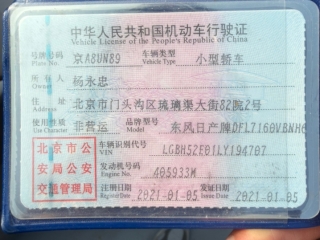 中华人民共和国机动车行驶证
Vehicle License of the People's Republic of China
号牌号码 京A8UN89 车辆类型 小型轿车
Plate No. Vehicle Type
所有人 杨永忠
Owner
住址 北京市门头沟区琉璃渠大街82院2号
Address
使用性质 非营运 品牌型号 东风日产牌DFL7160VBNH6
Use Character Model
北京市公
安局公安
交通管理局
车辆识别代号 LGBH52E01LY194707
VIN
发动机号码 405933M
Engine No.
注册日期 2021-01-05 发证日期 2021-01-05
Register Date Issue Date